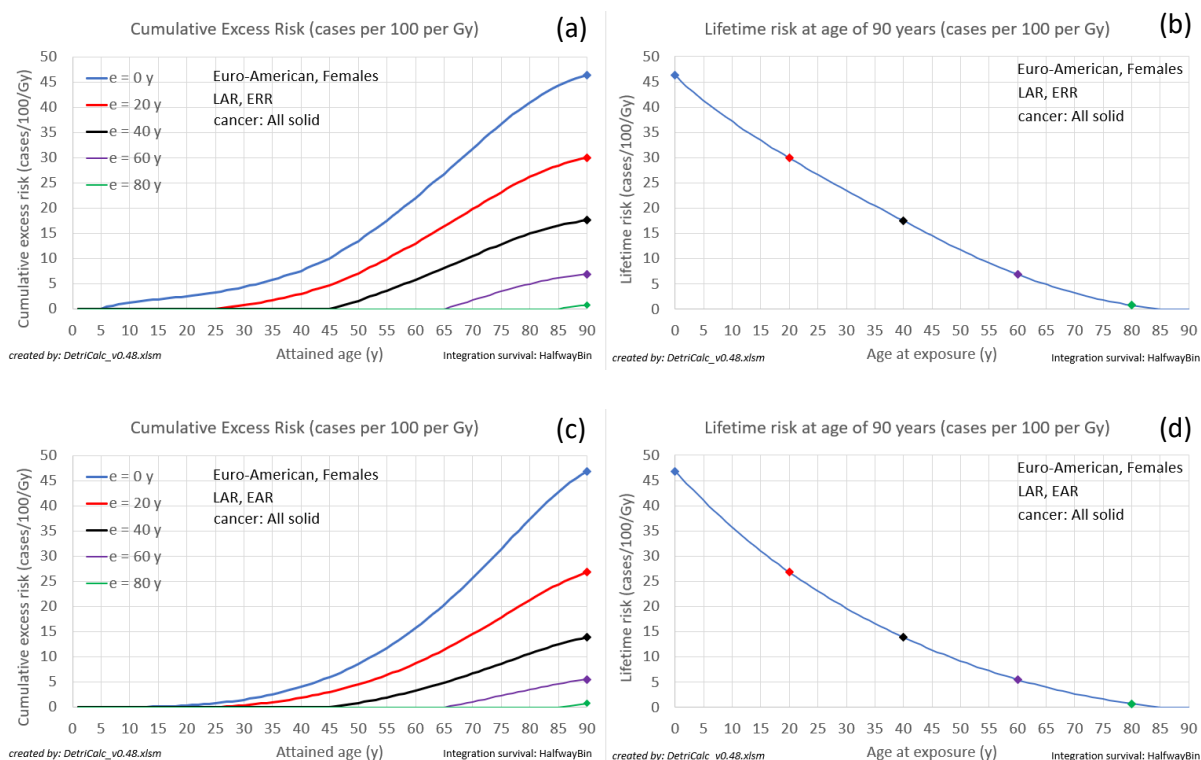 Cumulative Excess Risk (cases per 100 per Gy)
(a)
Cumulative excess risk (cases/100/Gy)
50
45
40
35
30
25
20
15
10
5
0
e = 0 y
e = 20 y
e = 40 y
e = 60 y
e = 80 y
Euro-American, Females
LAR, ERR
cancer: All solid
0 5 10 15 20 25 30 35 40 45 50 55 60 65 70 75 80 85 90
created by: DetriCalc_v0.48.xlsm
Attained age (y)
Integration survival: HalfwayBin
Lifetime risk at age of 90 years (cases per 100 per Gy)
(b)
Lifetime risk (cases/100/Gy)
50
45
40
35
30
25
20
15
10
5
0
Euro-American, Females
LAR, ERR
cancer: All solid
0 5 10 15 20 25 30 35 40 45 50 55 60 65 70 75 80 85 90
created by: DetriCalc_v0.48.xlsm
Age at exposure (y)
Integration survival: HalfwayBin
Cumulative Excess Risk (cases per 100 per Gy)
(c)
Cumulative excess risk (cases/100/Gy)
50
45
40
35
30
25
20
15
10
5
0
e = 0 y
e = 20 y
e = 40 y
e = 60 y
e = 80 y
Euro-American, Females
LAR, EAR
cancer: All solid
0 5 10 15 20 25 30 35 40 45 50 55 60 65 70 75 80 85 90
created by: DetriCalc_v0.48.xlsm
Attained age (y)
Integration survival: HalfwayBin
Lifetime risk at age of 90 years (cases per 100 per Gy)
(d)
Lifetime risk (cases/100/Gy)
50
45
40
35
30
25
20
15
10
5
0
Euro-American, Females
LAR, EAR
cancer: All solid
0 5 10 15 20 25 30 35 40 45 50 55 60 65 70 75 80 85 90
created by: DetriCalc_v0.48.xlsm
Age at exposure (y)
Integration survival: HalfwayBin